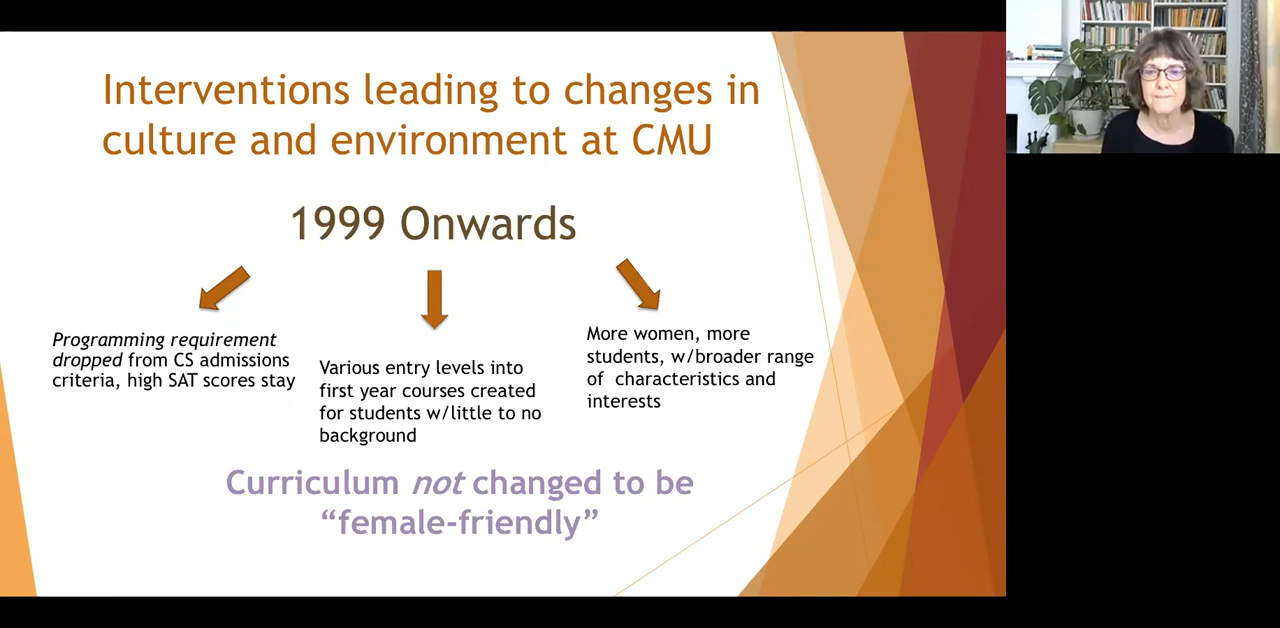 Interventions leading to changes in
culture and environment at CMU
1999 Onwards
Programming requirement
dropped from CS admissions
criteria, high SAT scores stay
Various entry levels into
first year courses created
for students w/little to no
background
More women, more
students, w/broader range
of characteristics and
interests
Curriculum not changed to be
“female-friendly”